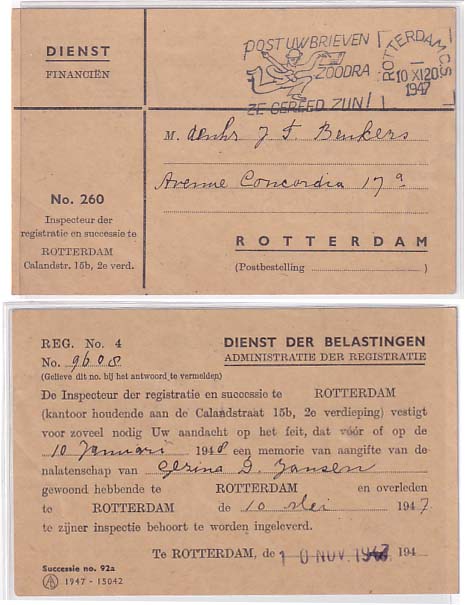 DIENST
FINANCIËN
POST UW BRIEVEN
ZOODRA
ZE GEREED ZIJN!
ROTTERDAM CS
10 XI 20
1947
No. 260
Inspecteur der
registratie en successie te
ROTTERDAM
Calandstr. 15b, 2e verd.
M. J F Beukers
Avenue Concordia 17a
ROTTERDAM
(Postbestelling ........)
REG. No. 4
No. 9608
(Gelieve dit no. bij het antwoord te vermelden)
DIENST DER BELASTINGEN
ADMINISTRATIE DER REGISTRATIE
De Inspecteur der registratie en successie te ROTTERDAM
(kantoor houdende aan de Calandstraat 15b, 2e verdieping) vestigt
voor zoveel nodig Uw aandacht op het feit, dat vóór of op de
10 Januari 1948 een memorie van aangifte van de
nalatenschap van Gezina D. Jansen
gewoond hebbende te ROTTERDAM en overleden
te ROTTERDAM de 10 Mei 1947
te zijner inspectie behoort te worden ingeleverd.
Te ROTTERDAM, de 10 NOV. 1947 194
Successie no. 92a
1947 - 15042